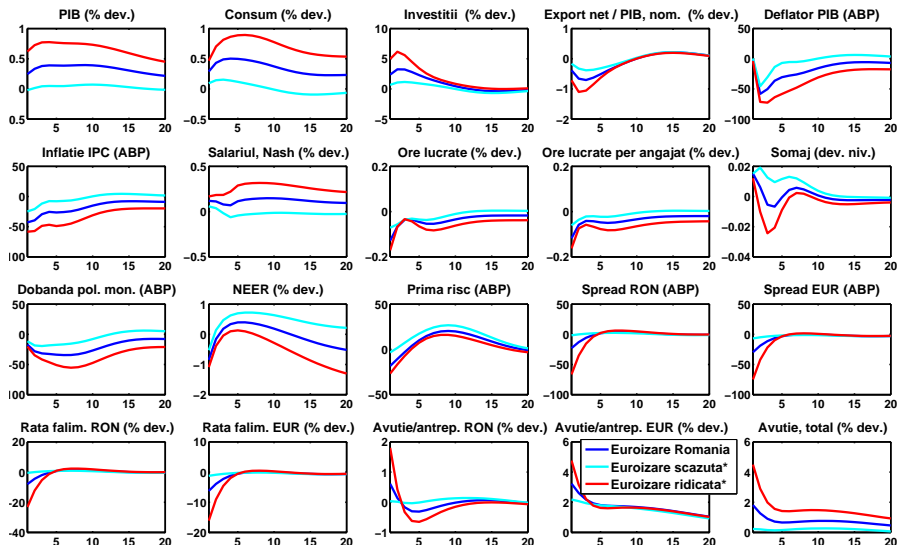 PIB (% dev.)
1
0.5
0
0.5
5 10 15 20
Consum (% dev.)
1
0.5
0
−0.5
5 10 15 20
Investitii (% dev.)
10
5
0
−5
5 10 15 20
Export net / PIB, nom. (% dev.)
1
0
−1
−2
5 10 15 20
Deflator PIB (ABP)
50
0
−50
−100
5 10 15 20
Inflatie IPC (ABP)
50
0
−50
100
5 10 15 20
Salariul, Nash (% dev.)
0.5
0
−0.5
5 10 15 20
Ore lucrate (% dev.)
0.2
0
−0.2
5 10 15 20
Ore lucrate per angajat (% dev.)
0.2
0
−0.2
5 10 15 20
Somaj (dev. niv.)
0.02
0
−0.02
−0.04
5 10 15 20
Dobanda pol. mon. (ABP)
50
0
−50
100
5 10 15 20
NEER (% dev.)
1
0
−1
−2
5 10 15 20
Prima risc (ABP)
50
0
−50
5 10 15 20
Spread RON (ABP)
50
0
−50
−100
5 10 15 20
Spread EUR (ABP)
50
0
−50
−100
5 10 15 20
Rata falim. RON (% dev.)
20
0
−20
−40
5 10 15 20
Rata falim. EUR (% dev.)
10
0
−10
−20
5 10 15 20
Avutie/antrep. RON (% dev.)
2
1
0
−1
5 10 15 20
Avutie/antrep. EUR (% dev.)
6
4
2
0
5 10 15 20
Euroizare Romania
Euroizare scazuta*
Euroizare ridicata*
Avutie, total (% dev.)
6
4
2
0
5 10 15 20